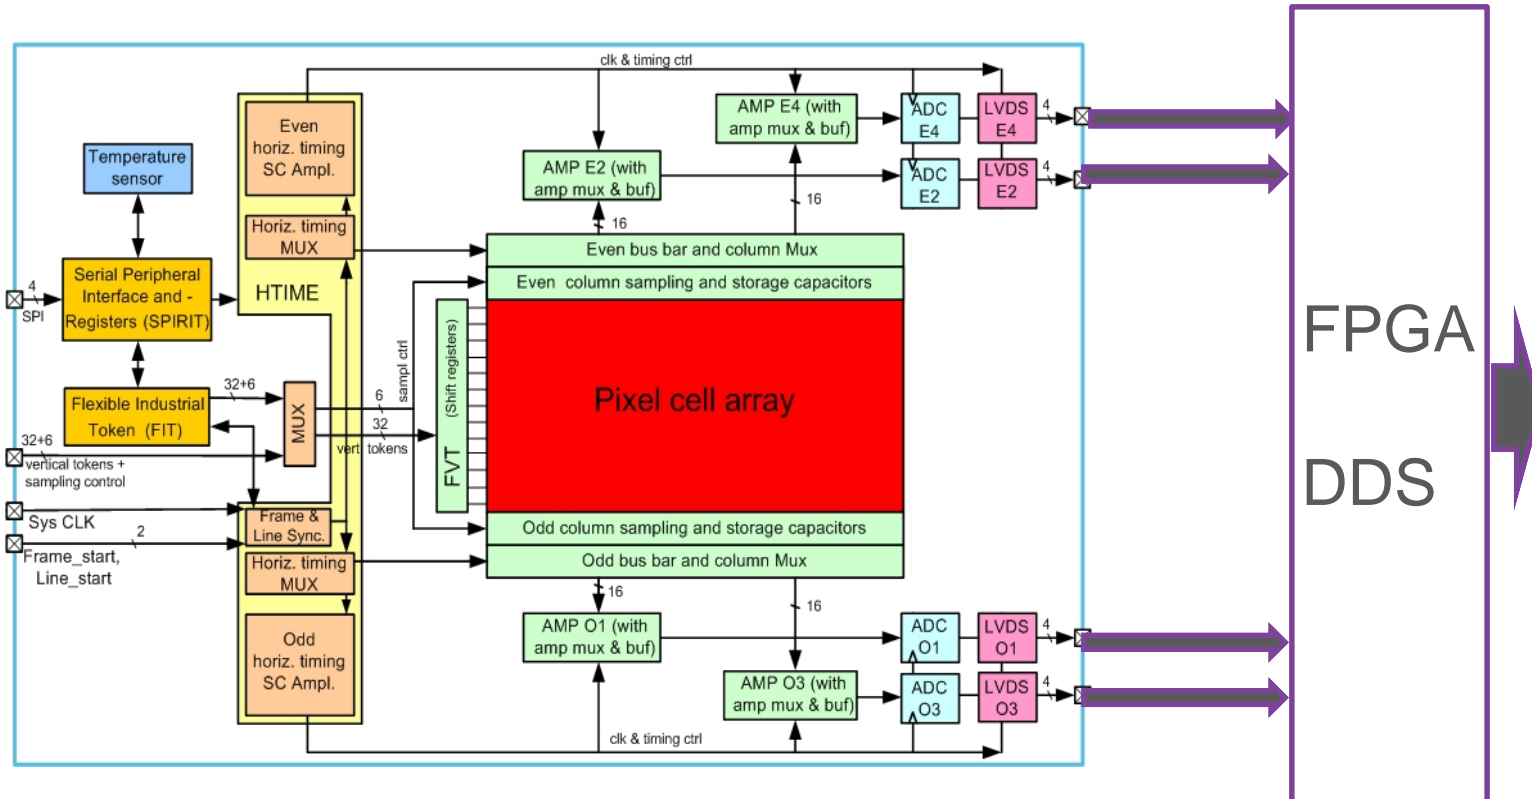 clk & timing ctrl
Even
horiz. timing
SC Ampl.
Temperature
sensor
Horiz. timing
MUX
HTIME
4
SPI
Serial Peripheral
Interface and -
Registers (SPIRIT)
Flexible Industrial
Token (FIT)
32+6
MUX
32+6
vertical tokens +
sampling control
Sys CLK
2
Frame_start,
Line_start
Frame &
Line Sync.
Horiz. timing
MUX
Odd
horiz. timing
SC Ampl.
6
sampl ctrl
32
vert tokens
FVT (Shift registers)
AMP E4 (with
amp mux & buf)
AMP E2 (with
amp mux & buf)
16
16
ADC
E4
LVDS
E4
4
ADC
E2
LVDS
E2
4
Even bus bar and column Mux
Even column sampling and storage capacitors
Pixel cell array
Odd column sampling and storage capacitors
Odd bus bar and column Mux
16
16
AMP O1 (with
amp mux & buf)
AMP O3 (with
amp mux & buf)
ADC
O1
LVDS
O1
4
ADC
O3
LVDS
O3
4
clk & timing ctrl
FPGA
DDS